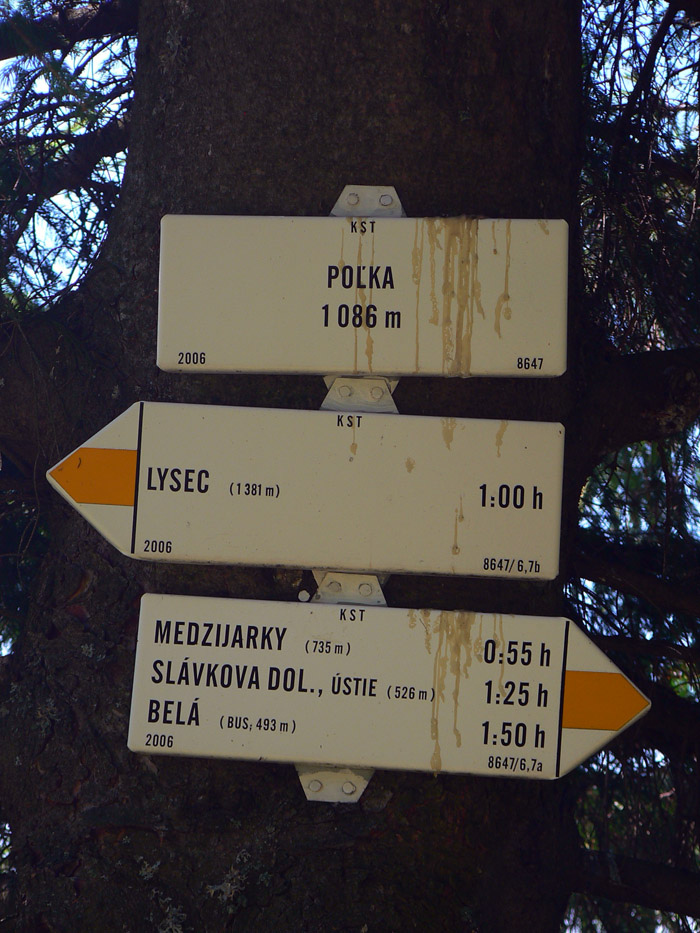 KST
POĽKA
1 086 m
2006 8647
KST
LYSEC (1 381 m) 1:00 h
2006 8647/6,7b
KST
MEDZIJARKY (735 m) 0:55 h
SLÁVKOVA DOL., ÚSTIE (526 m) 1:25 h
BELÁ (BUS; 493 m) 1:50 h
2006 8647/6,7a